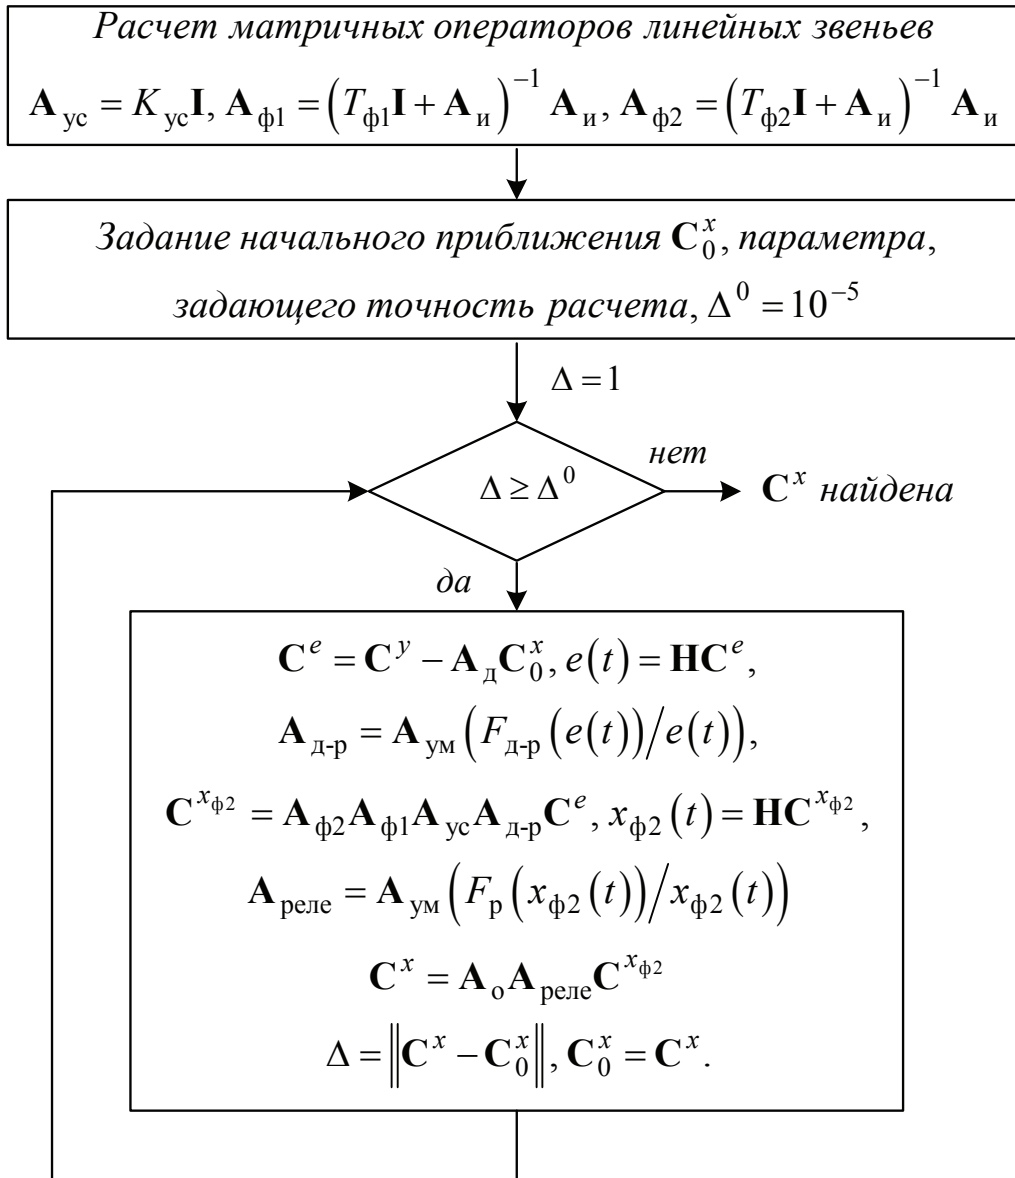 Расчет матричных операторов линейных звеньев
𝐀_ус = K_ус 𝐈, 𝐀_ф1 = (T_ф1 𝐈 + 𝐀_и)^−1 𝐀_и, 𝐀_ф2 = (T_ф2 𝐈 + 𝐀_и)^−1 𝐀_и
Задание начального приближения 𝐂_0^x, параметра,
задающего точность расчета, Δ^0 = 10^−5
Δ = 1
нет
Δ ≥ Δ^0
𝐂^x найдена
да
𝐂^e = 𝐂^y − 𝐀_д 𝐂_0^x, e(t) = 𝐇𝐂^e,
𝐀_д-р = 𝐀_ум (F_д-р (e(t))/e(t)),
𝐂^x_ф2 = 𝐀_ф2 𝐀_ф1 𝐀_ус 𝐀_д-р 𝐂^e, x_ф2 (t) = 𝐇𝐂^x_ф2,
𝐀_реле = 𝐀_ум (F_р (x_ф2 (t))/x_ф2 (t))
𝐂^x = 𝐀_о 𝐀_реле 𝐂^x_ф2
Δ = ‖𝐂^x − 𝐂_0^x‖, 𝐂_0^x = 𝐂^x.